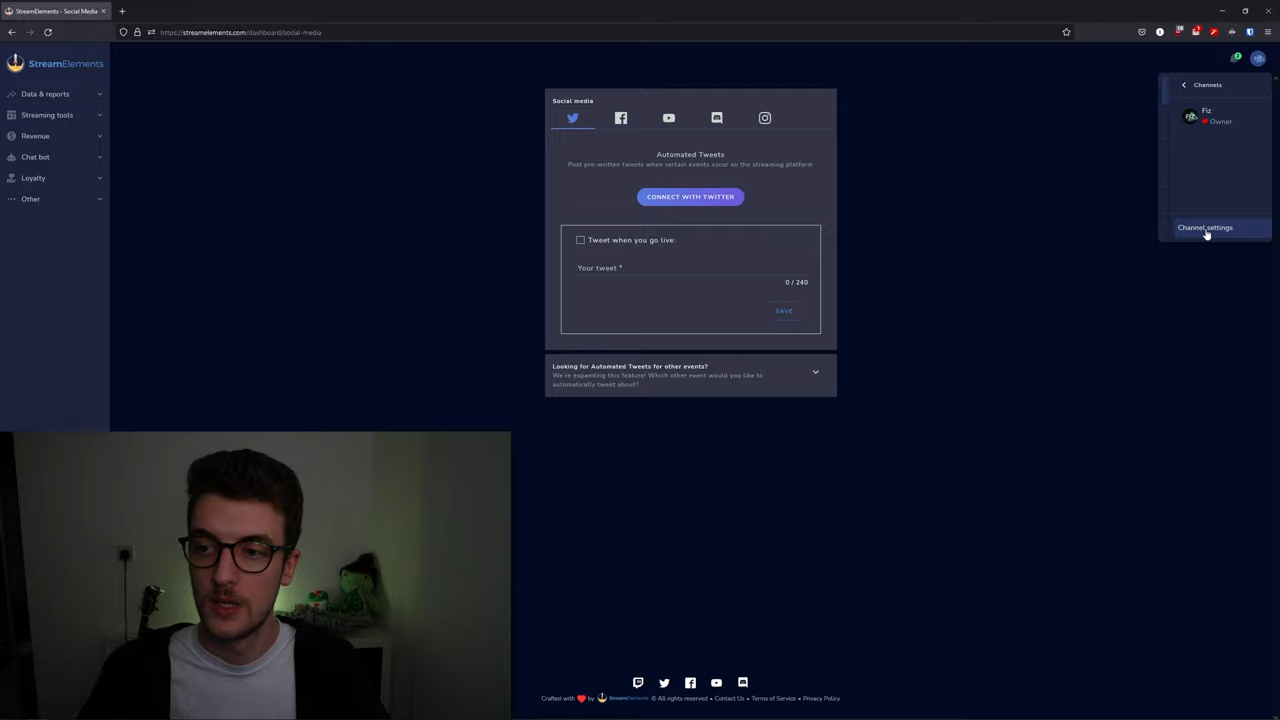 StreamElements - Social Media
https://streamelements.com/dashboard/social-media
StreamElements
Data & reports
Streaming tools
Revenue
Chat bot
Loyalty
Other
Social media
Automated Tweets
Post pre-written tweets when certain events occur on the streaming platform
CONNECT WITH TWITTER
Tweet when you go live:
Your tweet *
0 / 240
SAVE
Looking for Automated Tweets for other events?
We're expanding this feature! Which other event would you like to
automatically tweet about?
Channels
Fiz
Owner
Channel settings
Crafted with by StreamElements © All rights reserved • Contact Us • Terms of Service • Privacy Policy